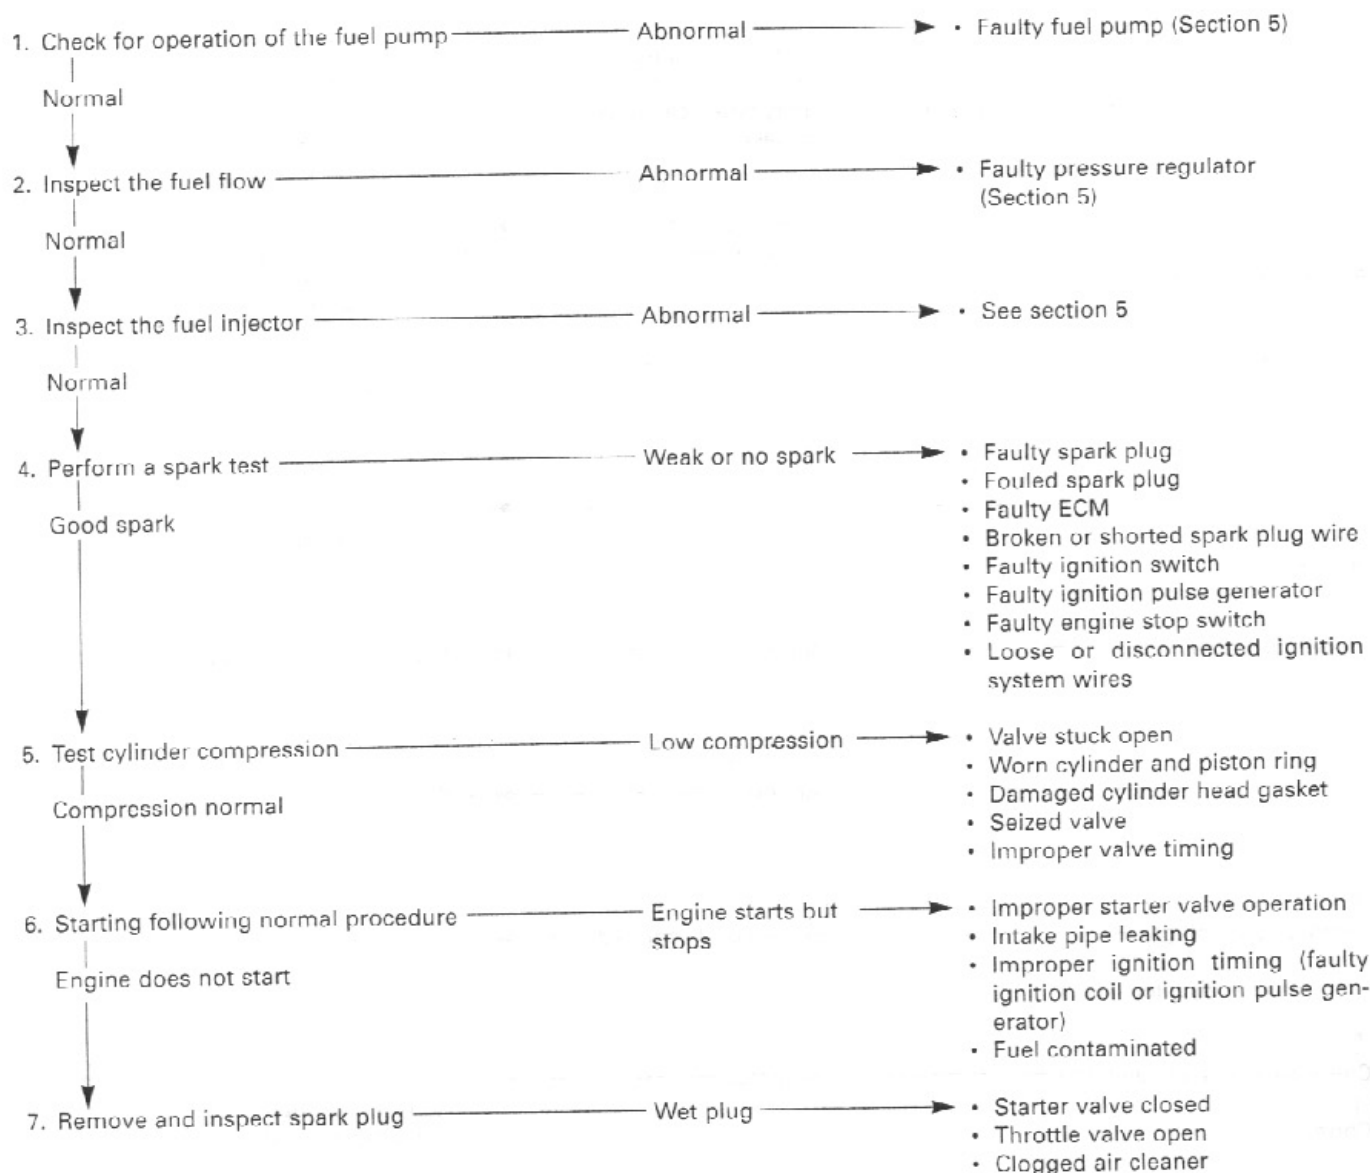 1. Check for operation of the fuel pump
Abnormal
• Faulty fuel pump (Section 5)
Normal
2. Inspect the fuel flow
Abnormal
• Faulty pressure regulator
(Section 5)
Normal
3. Inspect the fuel injector
Abnormal
• See section 5
Normal
4. Perform a spark test
Weak or no spark
• Faulty spark plug
• Fouled spark plug
• Faulty ECM
• Broken or shorted spark plug wire
• Faulty ignition switch
• Faulty ignition pulse generator
• Faulty engine stop switch
• Loose or disconnected ignition
system wires
Good spark
5. Test cylinder compression
Low compression
• Valve stuck open
• Worn cylinder and piston ring
• Damaged cylinder head gasket
• Seized valve
• Improper valve timing
Compression normal
6. Starting following normal procedure
Engine starts but
stops
• Improper starter valve operation
• Intake pipe leaking
• Improper ignition timing (faulty
ignition coil or ignition pulse gen-
erator)
• Fuel contaminated
Engine does not start
7. Remove and inspect spark plug
Wet plug
• Starter valve closed
• Throttle valve open
• Clogged air cleaner